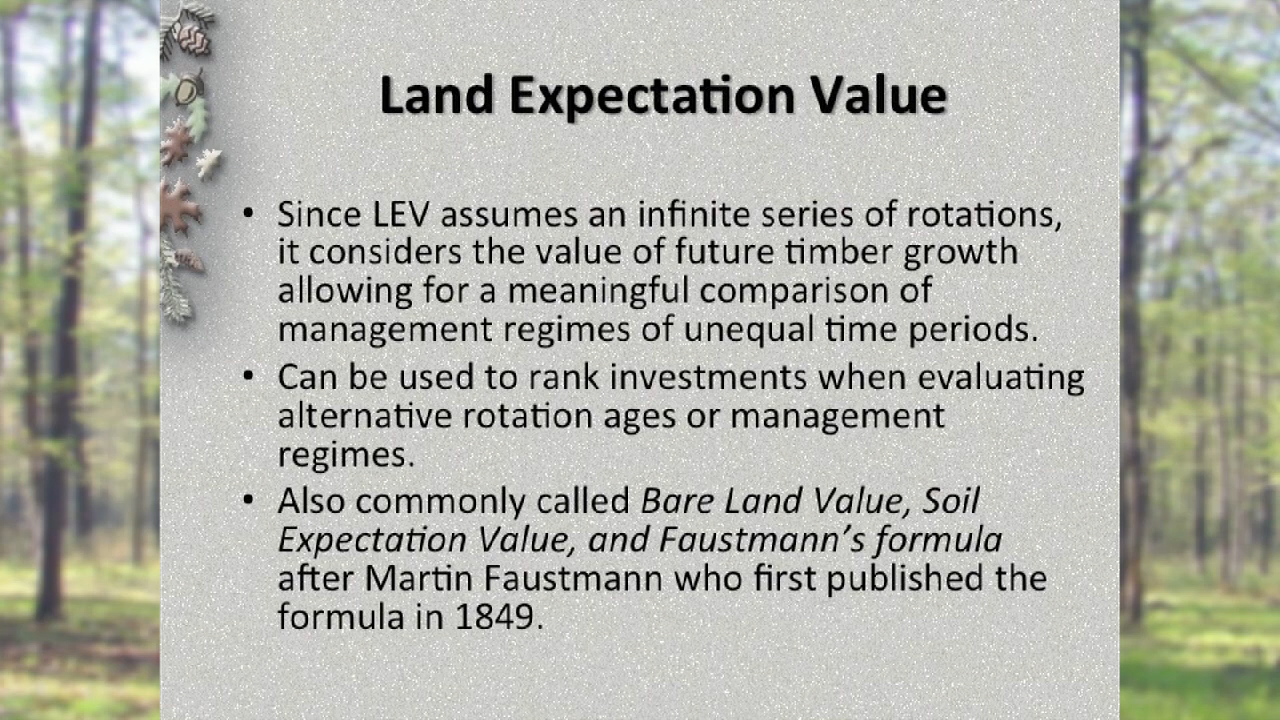 Land Expectation Value
• Since LEV assumes an infinite series of rotations,
it considers the value of future timber growth
allowing for a meaningful comparison of
management regimes of unequal time periods.
• Can be used to rank investments when evaluating
alternative rotation ages or management
regimes.
• Also commonly called Bare Land Value, Soil
Expectation Value, and Faustmann’s formula
after Martin Faustmann who first published the
formula in 1849.